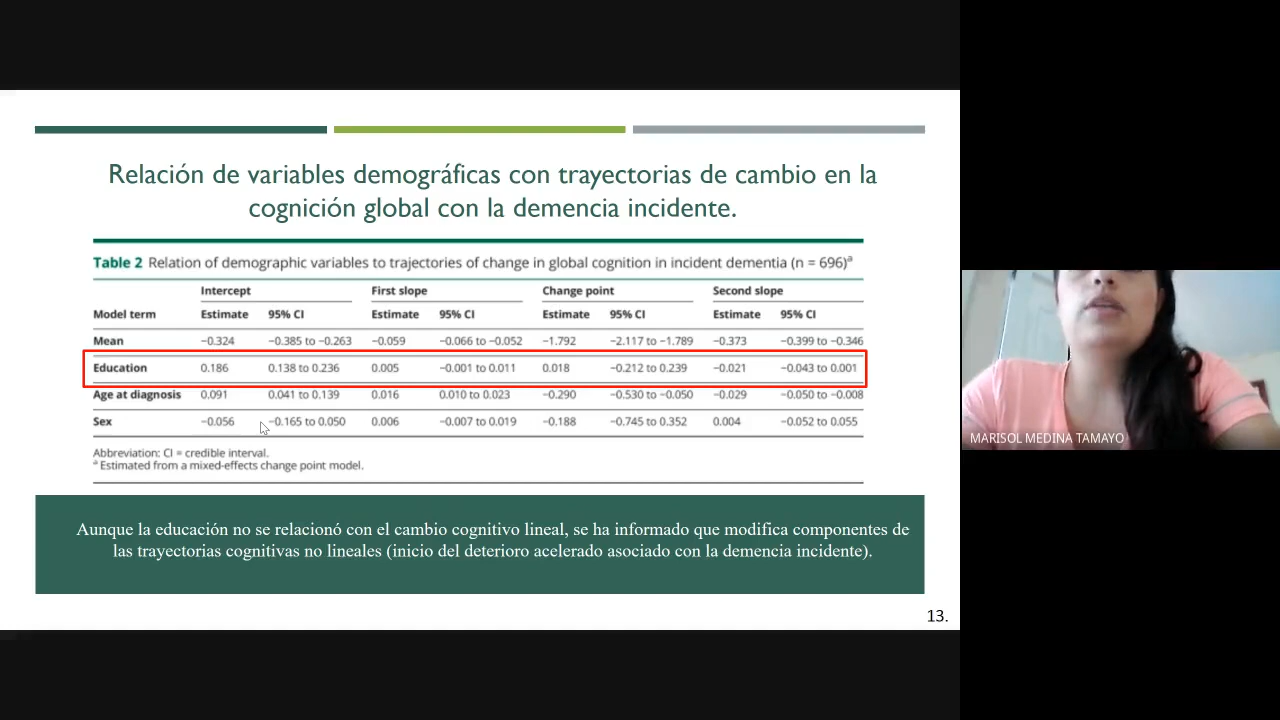 Relación de variables demográficas con trayectorias de cambio en la
cognición global con la demencia incidente.
Table 2 Relation of demographic variables to trajectories of change in global cognition in incident dementia (n = 696)a
Intercept First slope Change point Second slope
Model term Estimate 95% CI Estimate 95% CI Estimate 95% CI Estimate 95% CI
Mean −0.324 −0.385 to −0.263 −0.059 −0.066 to −0.052 −1.792 −2.117 to −1.789 −0.373 −0.399 to −0.346
Education 0.186 0.138 to 0.236 0.005 −0.001 to 0.011 0.018 −0.212 to 0.239 −0.021 −0.043 to 0.001
Age at diagnosis 0.091 0.041 to 0.139 0.016 0.010 to 0.023 −0.290 −0.530 to −0.050 −0.029 −0.050 to −0.008
Sex −0.056 −0.165 to 0.050 0.006 −0.007 to 0.019 −0.188 −0.745 to 0.352 0.004 −0.052 to 0.055
Abbreviation: CI = credible interval.
a Estimated from a mixed-effects change point model.
Aunque la educación no se relacionó con el cambio cognitivo lineal, se ha informado que modifica componentes de
las trayectorias cognitivas no lineales (inicio del deterioro acelerado asociado con la demencia incidente).
13.
MARISOL MEDINA TAMAYO